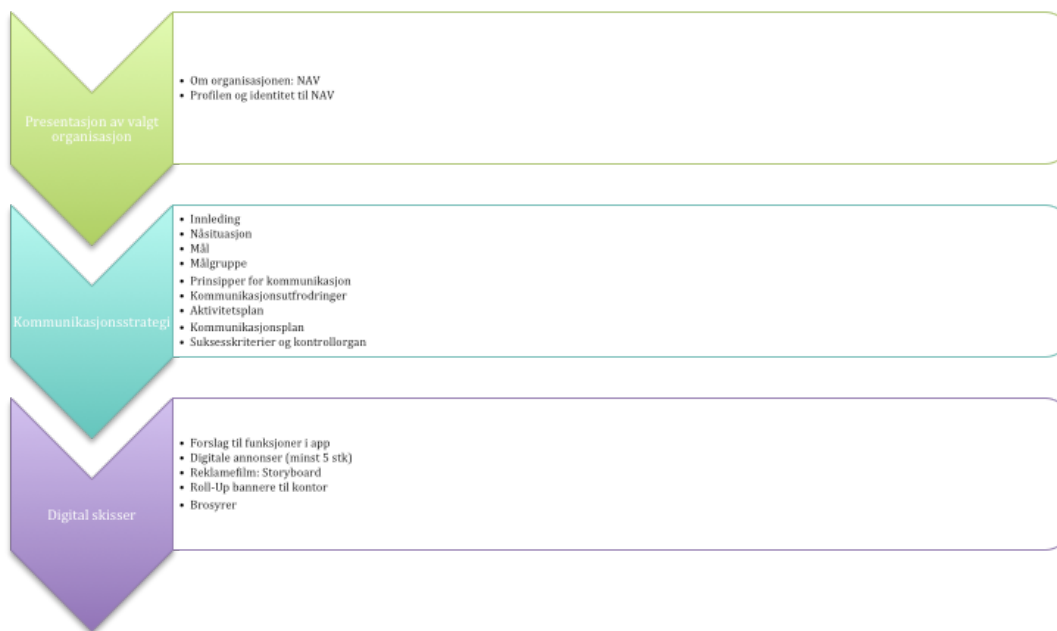 Presentasjon av valgt
organisasjon
• Om organisasjonen: NAV
• Profilen og identitet til NAV
Kommunikasjonsstrategi
• Innleding
• Nåsituasjon
• Mål
• Målgruppe
• Prinsipper for kommunikasjon
• Kommunikasjonsutfrodringer
• Aktivitetsplan
• Kommunikasjonsplan
• Suksesskriterier og kontrollorgan
Digital skisser
• Forslag til funksjoner i app
• Digitale annonser (minst 5 stk)
• Reklamefilm: Storyboard
• Roll-Up bannere til kontor
• Brosyrer